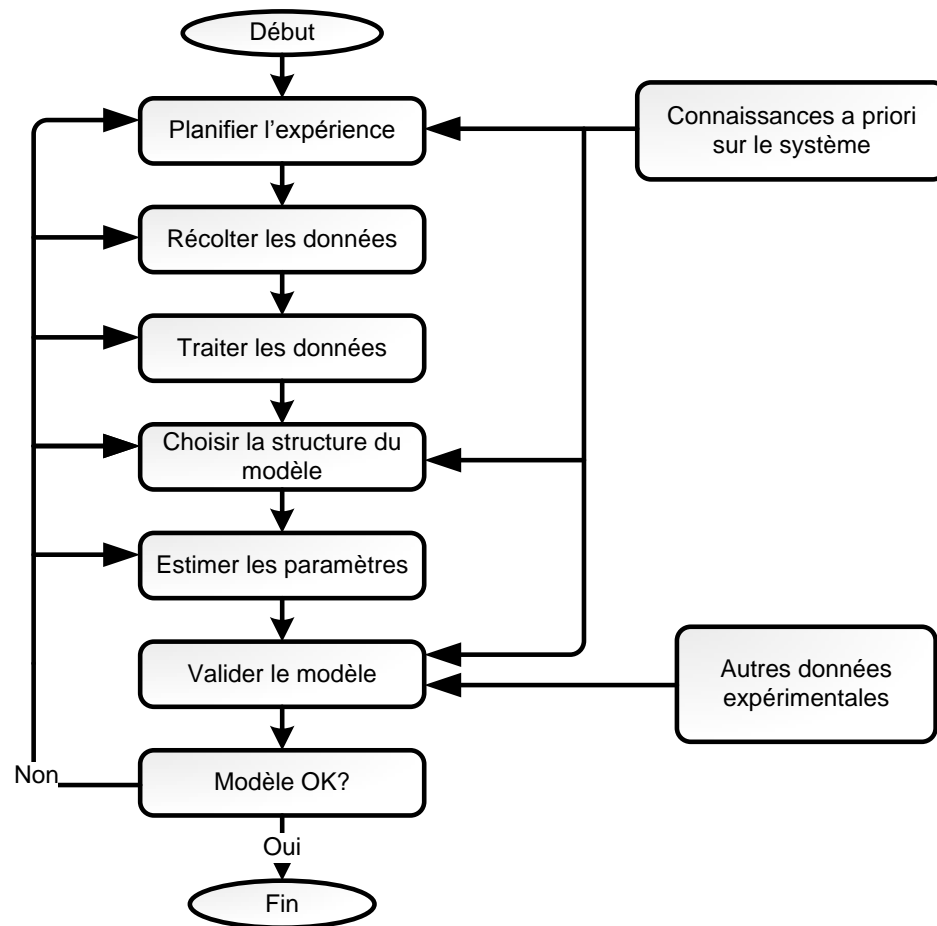 Début
Planifier l'expérience
Connaissances a priori
sur le système
Récolter les données
Traiter les données
Choisir la structure du
modèle
Estimer les paramètres
Valider le modèle
Autres données
expérimentales
Modèle OK?
Non
Oui
Fin